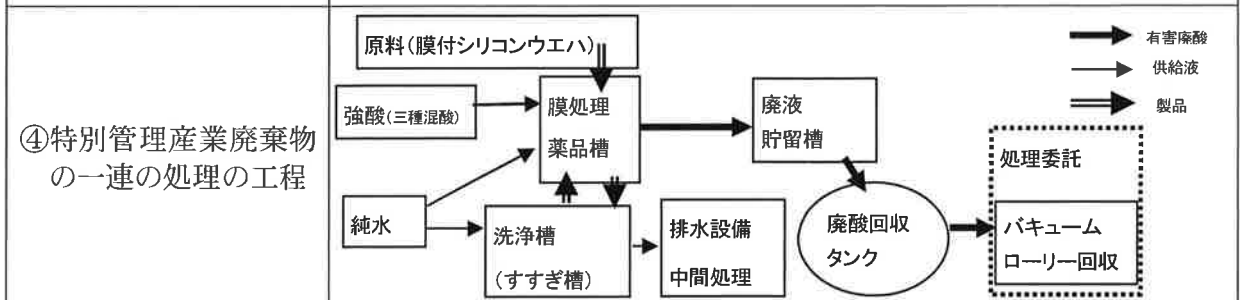 ④特別管理産業廃棄物
の一連の処理の工程
原料(膜付シリコンウエハ)
強酸(三種混酸)
膜処理
薬品槽
純水
洗浄槽
(すすぎ槽)
排水設備
中間処理
廃液
貯留槽
廃酸回収
タンク
処理委託
バキューム
ローリー回収
有害廃酸
供給液
製品